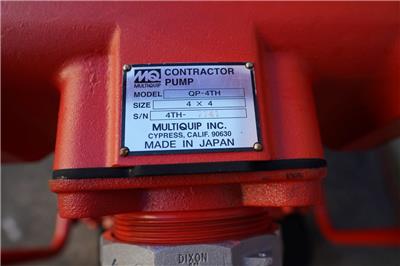 MQ CONTRACTOR
MULTIQUIP PUMP
MODEL QP-4TH
SIZE 4 X 4
S/N 4TH-
MULTIQUIP INC.
CYPRESS, CALIF. 90630
MADE IN JAPAN
DIXON